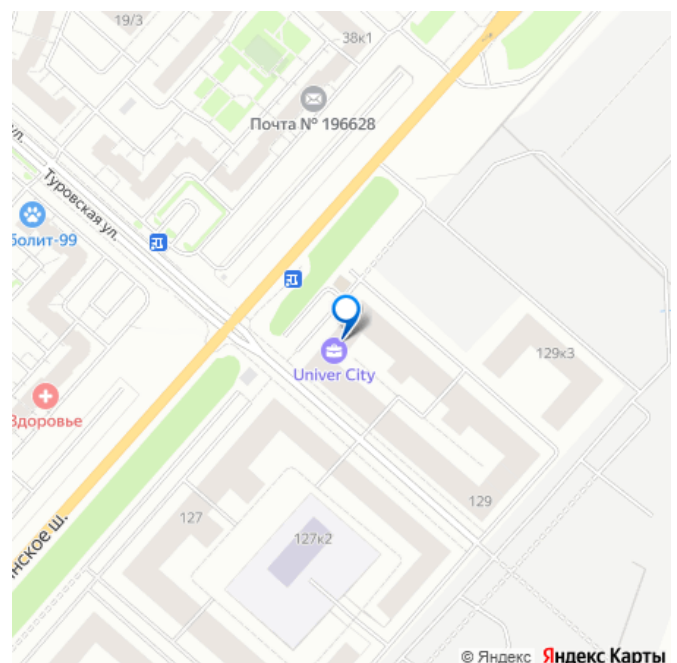 19/3
38к1
Почта № 196628
ул.
Туровская ул.
болит-99
Univer City
129к3
Здоровье
129
127
127к2
нское ш.
© Яндекс Яндекс Карты